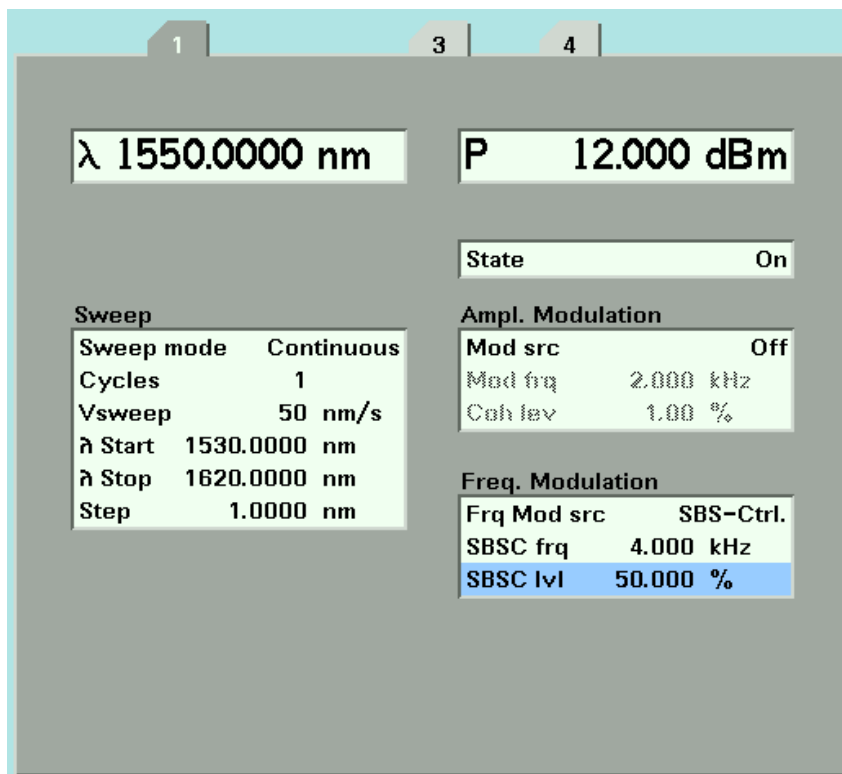 1 3 4
λ 1550.0000 nm P 12.000 dBm
State On
Sweep
Sweep mode Continuous
Cycles 1
Vsweep 50 nm/s
λ Start 1530.0000 nm
λ Stop 1620.0000 nm
Step 1.0000 nm
Ampl. Modulation
Mod src Off
Mod frq 2.000 kHz
Coh lev 1.00 %
Freq. Modulation
Frq Mod src SBS-Ctrl.
SBSC frq 4.000 kHz
SBSC lvl 50.000 %